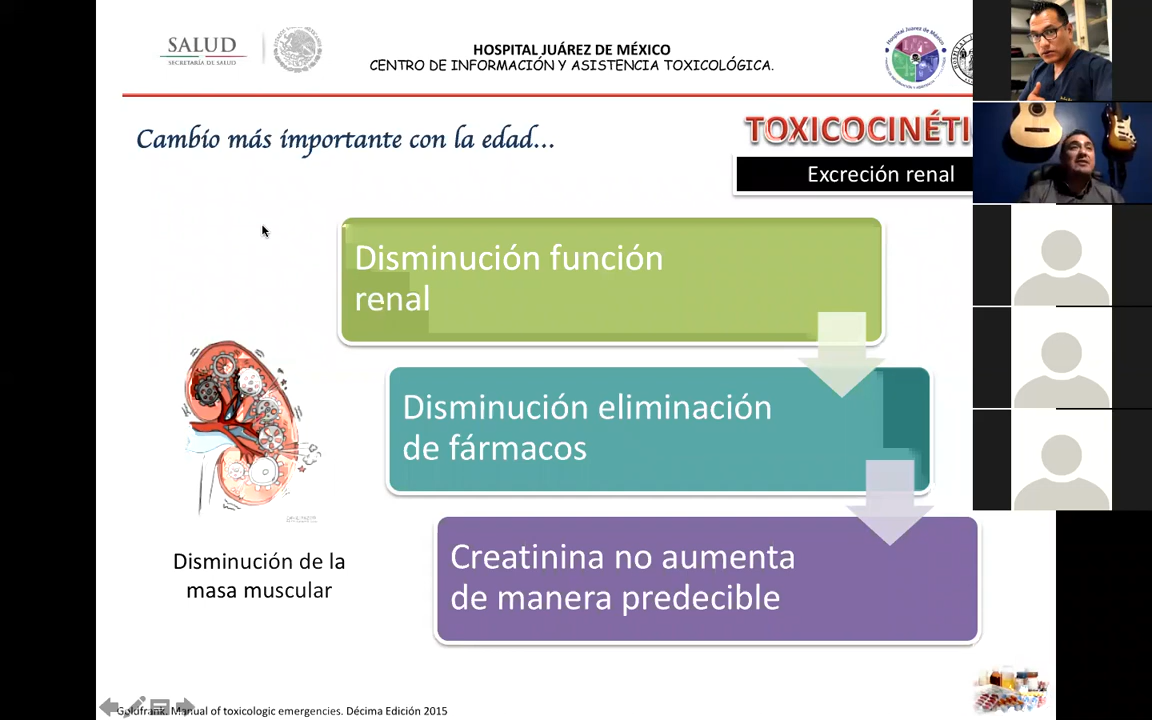 SALUD
SECRETARÍA DE SALUD
HOSPITAL JUÁREZ DE MÉXICO
CENTRO DE INFORMACIÓN Y ASISTENCIA TOXICOLÓGICA.
Cambio más importante con la edad...
TOXICOCINÉTI
Excreción renal
Disminución función
renal
Disminución eliminación
de fármacos
Creatinina no aumenta
de manera predecible
Disminución de la
masa muscular
Goldfrank. Manual of toxicologic emergencies. Décima Edición 2015